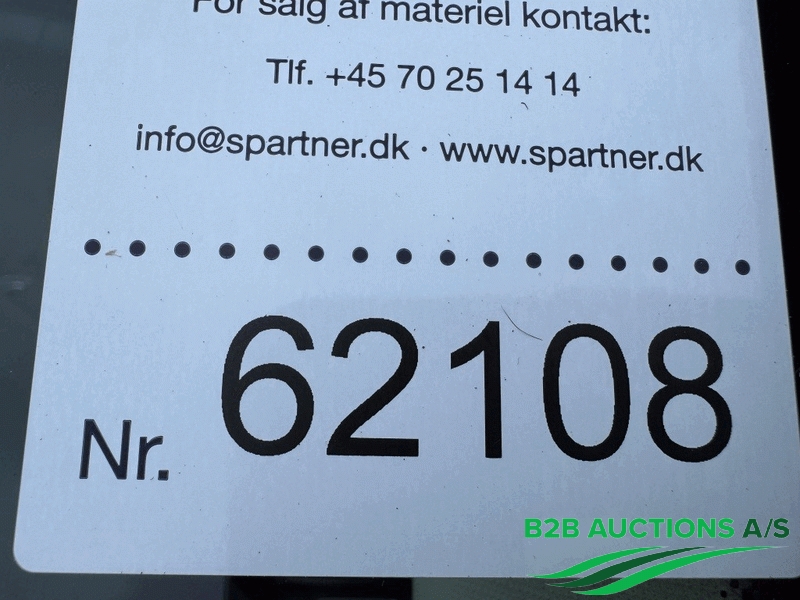 For salg af materiel kontakt:
Tlf. +45 70 25 14 14
info@spartner.dk · www.spartner.dk
Nr. 62108
B2B AUCTIONS A/S